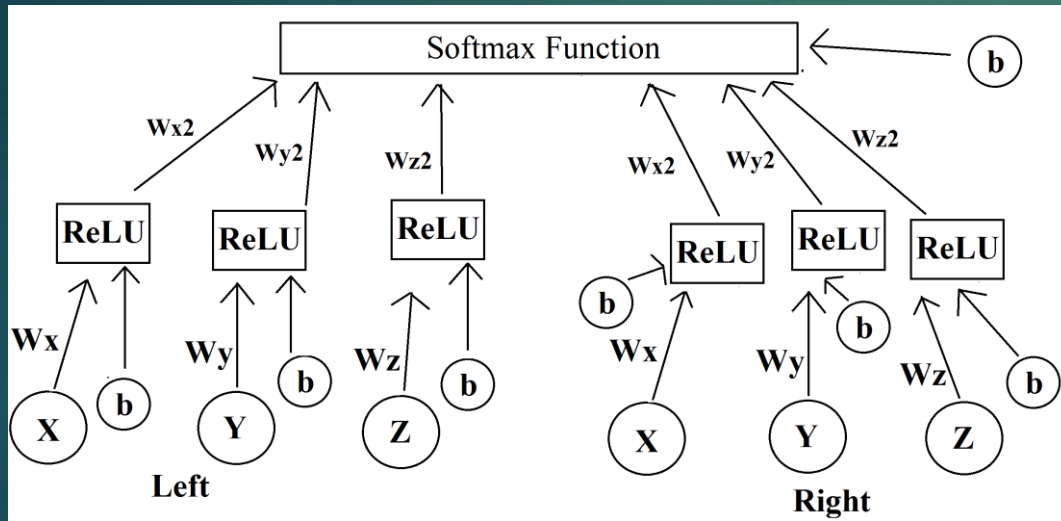 Softmax Function
b
Wx2
Wy2
Wz2
Wx2
Wy2
Wz2
ReLU
ReLU
ReLU
ReLU
ReLU
ReLU
b
b
b
b
b
b
Wx
Wy
Wz
Wx
Wy
Wz
X
Y
Z
X
Y
Z
Left
Right